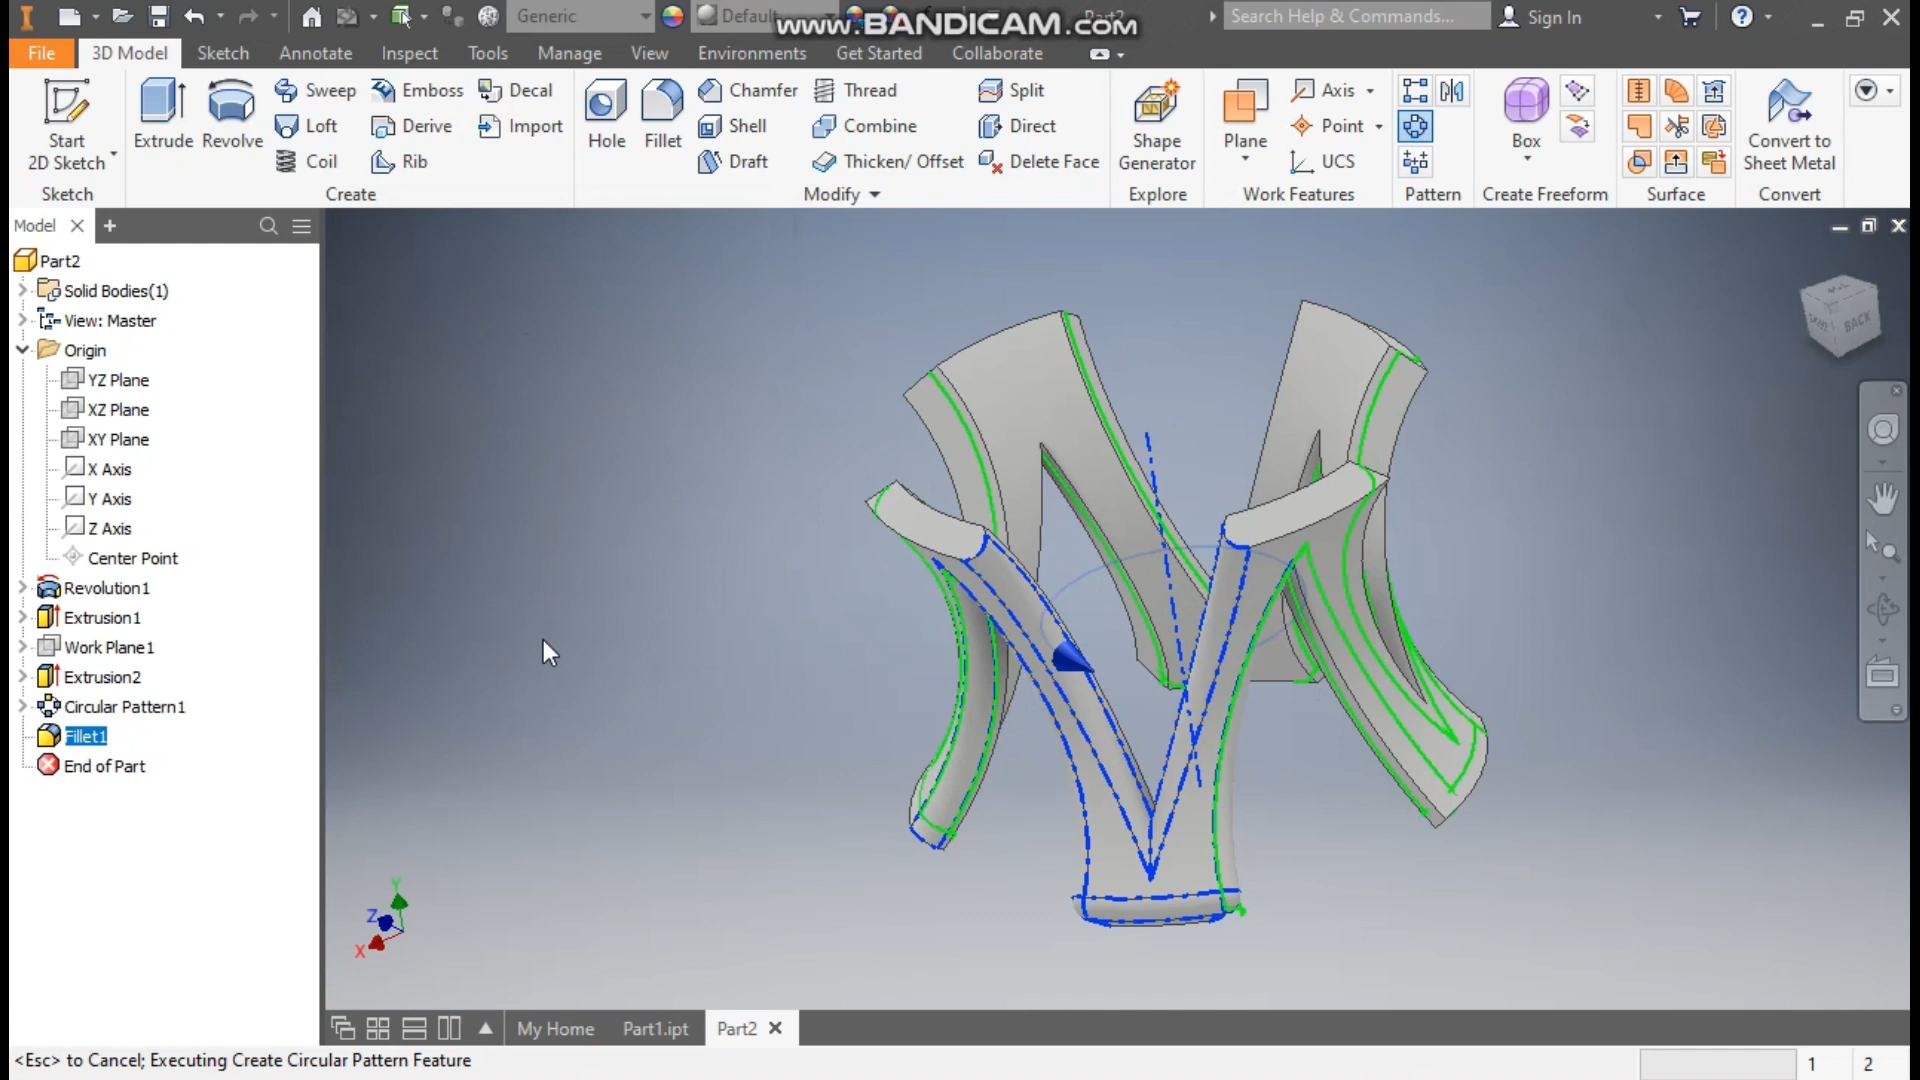 Generic
Default
www.BANDICAM.com
Search Help & Commands...
Sign In
File
3D Model
Sketch
Annotate
Inspect
Tools
Manage
View
Environments
Get Started
Collaborate
Start
2D Sketch
Sketch
Extrude
Revolve
Sweep
Loft
Coil
Emboss
Derive
Rib
Decal
Import
Create
Hole
Fillet
Chamfer
Shell
Draft
Thread
Combine
Thicken/ Offset
Split
Direct
Delete Face
Modify
Shape
Generator
Explore
Plane
Axis
Point
UCS
Work Features
Pattern
Box
Create Freeform
Surface
Convert to
Sheet Metal
Convert
Model
Part2
Solid Bodies(1)
View: Master
Origin
YZ Plane
XZ Plane
XY Plane
X Axis
Y Axis
Z Axis
Center Point
Revolution1
Extrusion1
Work Plane1
Extrusion2
Circular Pattern1
Fillet1
End of Part
BACK
Y
Z
X
My Home
Part1.ipt
Part2
<Esc> to Cancel; Executing Create Circular Pattern Feature
1
2